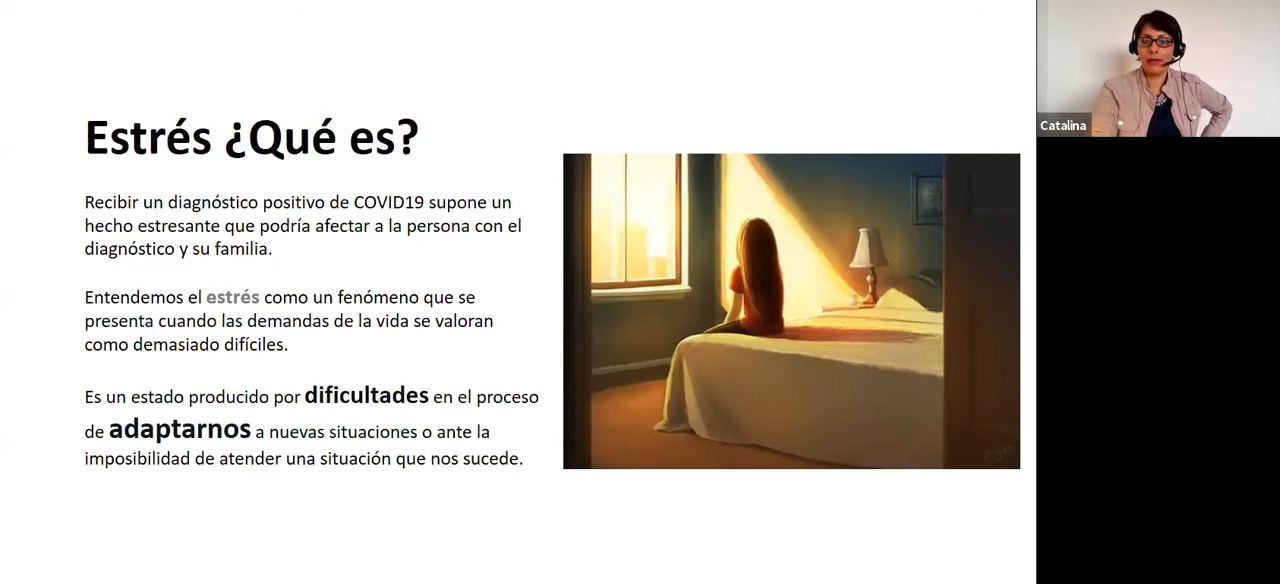 Estrés ¿Qué es?
Recibir un diagnóstico positivo de COVID19 supone un
hecho estresante que podría afectar a la persona con el
diagnóstico y su familia.
Entendemos el estrés como un fenómeno que se
presenta cuando las demandas de la vida se valoran
como demasiado difíciles.
Es un estado producido por dificultades en el proceso
de adaptarnos a nuevas situaciones o ante la
imposibilidad de atender una situación que nos sucede.
Catalina